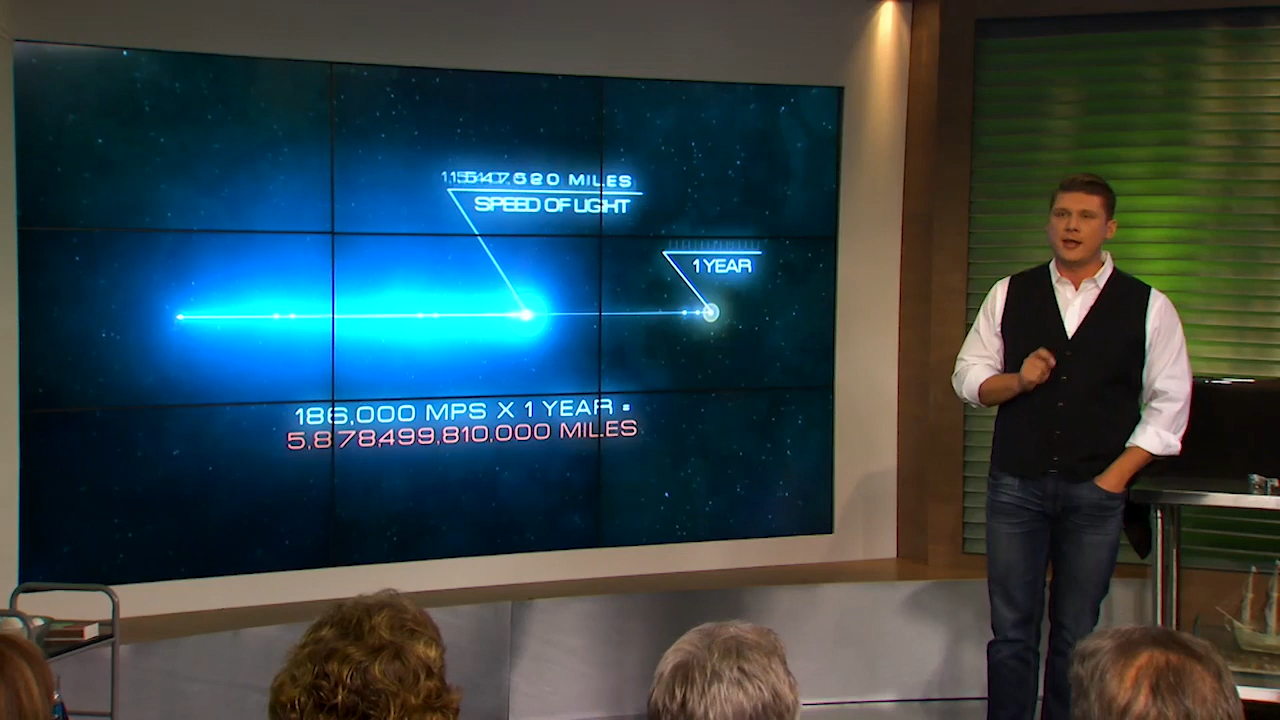 MILES
SPEED OF LIGHT
1 YEAR
186,000 MPS X 1 YEAR =
5,878,499,810,000 MILES